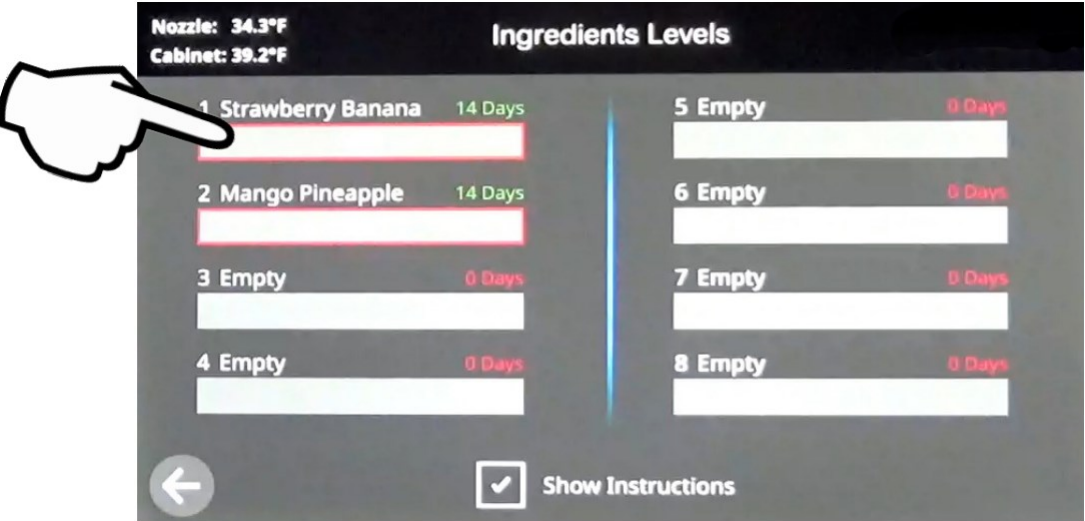 Nozzle: 34.3°F
Cabinet: 39.2°F
Ingredients Levels
1 Strawberry Banana 14 Days
2 Mango Pineapple 14 Days
3 Empty 0 Days
4 Empty 0 Days
5 Empty 0 Days
6 Empty 0 Days
7 Empty 0 Days
8 Empty 0 Days
Show Instructions